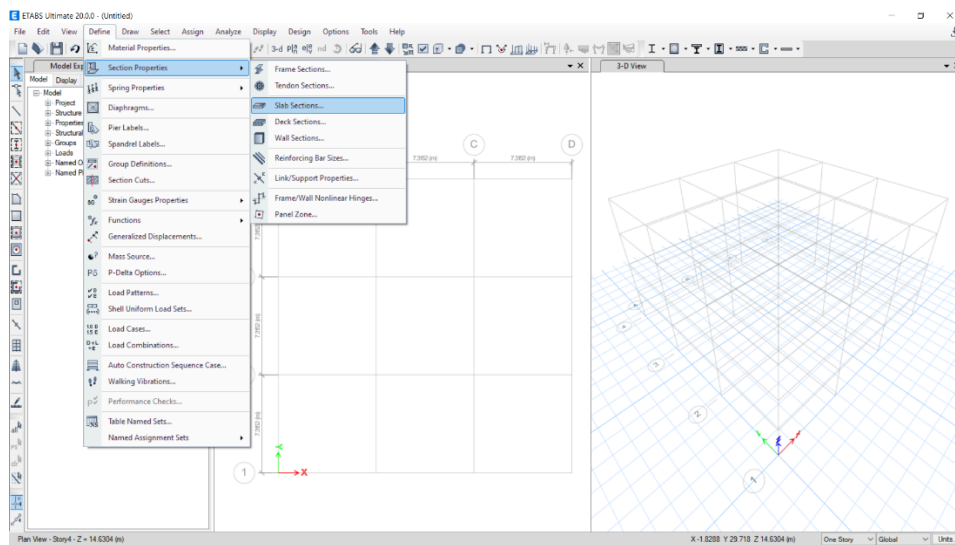 ETABS Ultimate 20.0.0 - (Untitled)
File Edit View Define Draw Select Assign Analyze Display Design Options Tools Help
3-d
Model Display
Model
Project
Structure
Properties
Structural
Groups
Loads
Named O
Named P
Material Properties...
Section Properties
Spring Properties
Diaphragms...
Pier Labels...
Spandrel Labels...
Group Definitions...
Section Cuts...
Strain Gauges Properties
Functions
Generalized Displacements...
Mass Source...
P-Delta Options...
Load Patterns...
Shell Uniform Load Sets...
Load Cases...
Load Combinations...
Auto Construction Sequence Case...
Walking Vibrations...
Performance Checks...
Table Named Sets...
Named Assignment Sets
Frame Sections...
Tendon Sections...
Slab Sections...
Deck Sections...
Wall Sections...
Reinforcing Bar Sizes...
Link/Support Properties...
Frame/Wall Nonlinear Hinges...
Panel Zone...
C D
1
Y
X
3-D View
2
Plan View - Story4 - Z = 14.6304 (m)
X -1.8288 Y 29.718 Z 14.6304 (m)
One Story
Global
Units